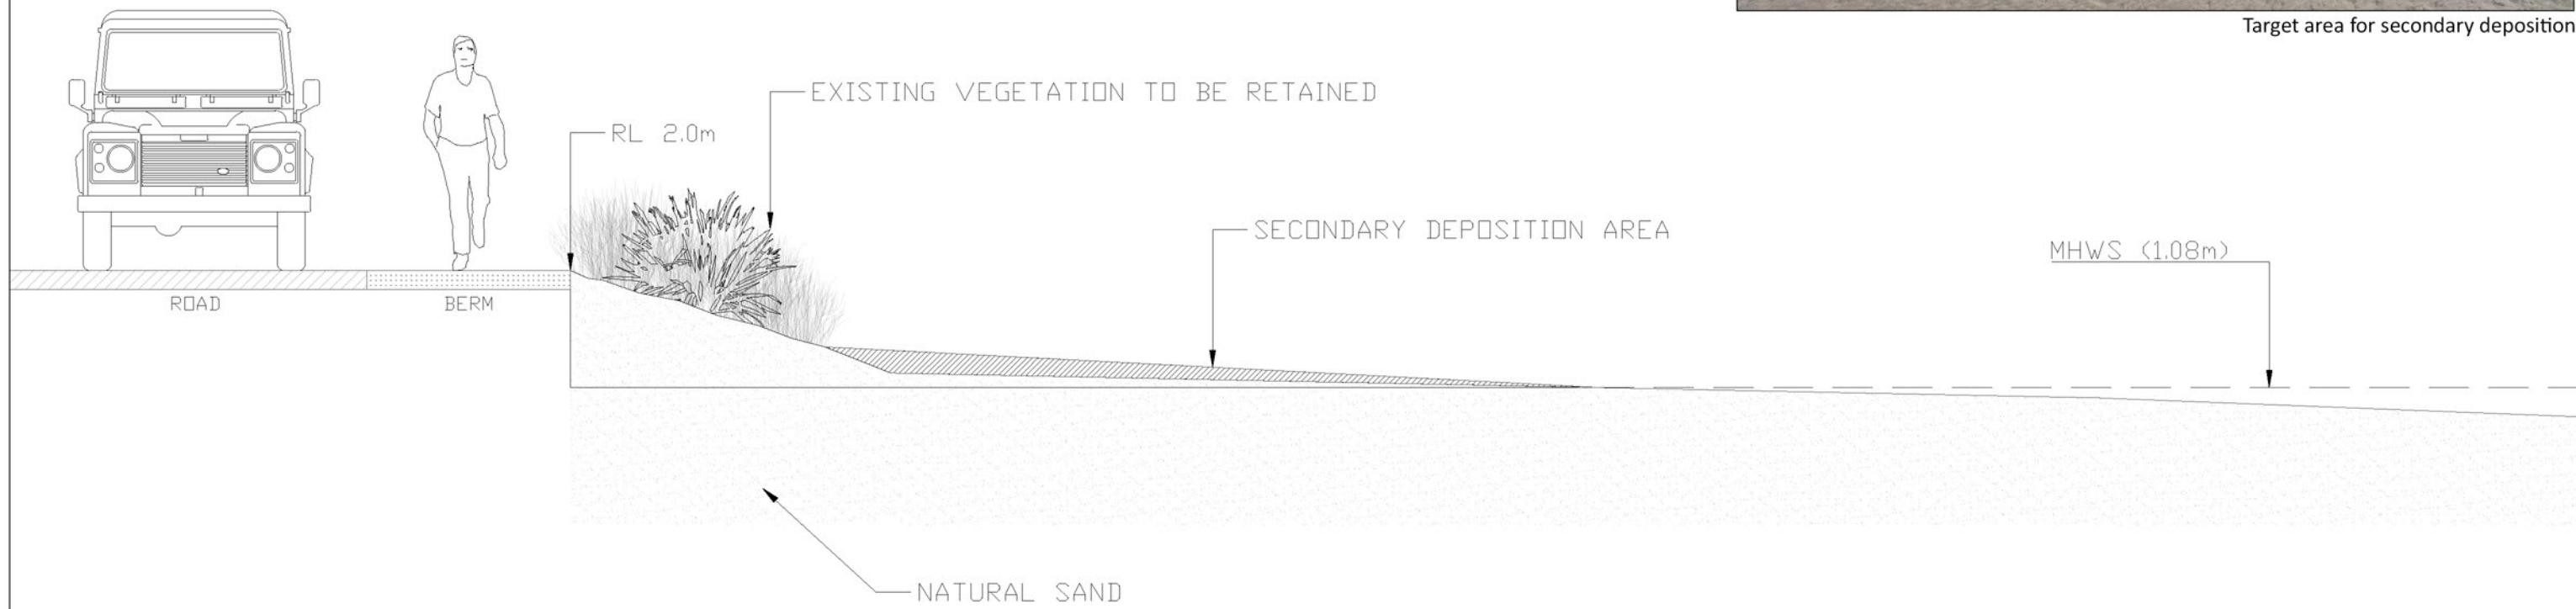 Target area for secondary deposition
EXISTING VEGETATION TO BE RETAINED
RL 2.0m
SECONDARY DEPOSITION AREA
MHWS (1.08m)
ROAD
BERM
NATURAL SAND